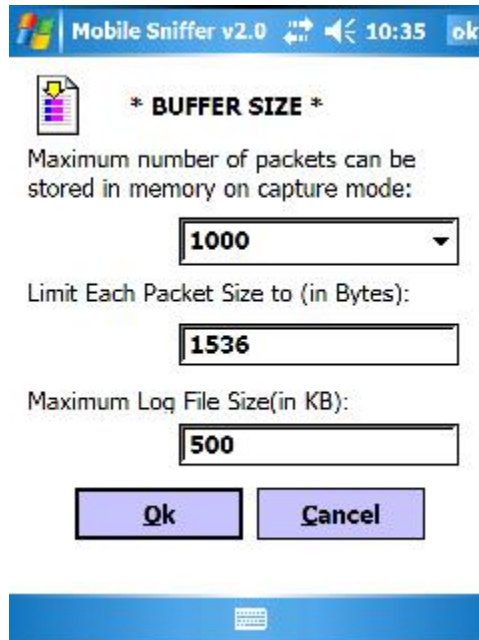 Mobile Sniffer v2.0 10:35 ok
* BUFFER SIZE *
Maximum number of packets can be
stored in memory on capture mode:
1000
Limit Each Packet Size to (in Bytes):
1536
Maximum Log File Size(in KB):
500
Ok Cancel